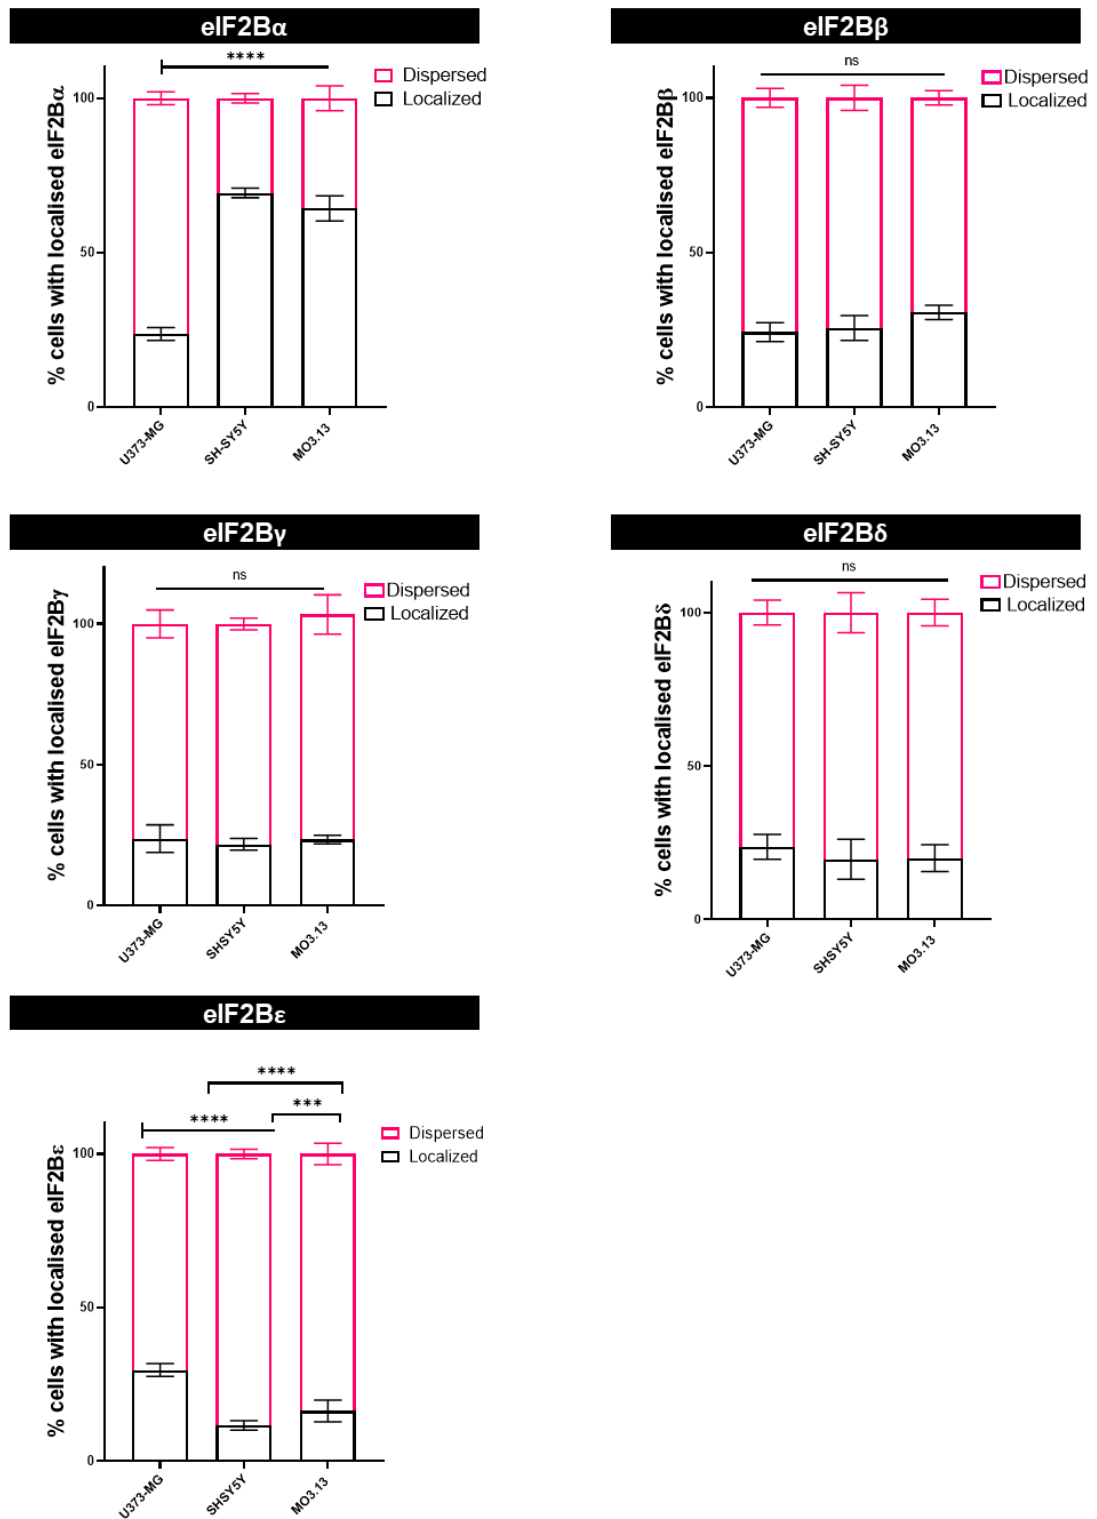 eIF2Bα
****
Dispersed
Localized
% cells with localised eIF2Bα
100
50
0
U373-MG
SH-SY5Y
MO3.13
eIF2Bβ
ns
Dispersed
Localized
% cells with localised eIF2Bβ
100
50
0
U373-MG
SH-SY5Y
MO3.13
eIF2Bγ
ns
Dispersed
Localized
% cells with localised eIF2Bγ
100
50
0
U373-MG
SHSY5Y
MO3.13
eIF2Bδ
ns
Dispersed
Localized
% cells with localised eIF2Bδ
100
50
0
U373-MG
SHSY5Y
MO3.13
eIF2Bε
****
***
****
Dispersed
Localized
% cells with localised eIF2Bε
100
50
0
U373-MG
SHSY5Y
MO3.13